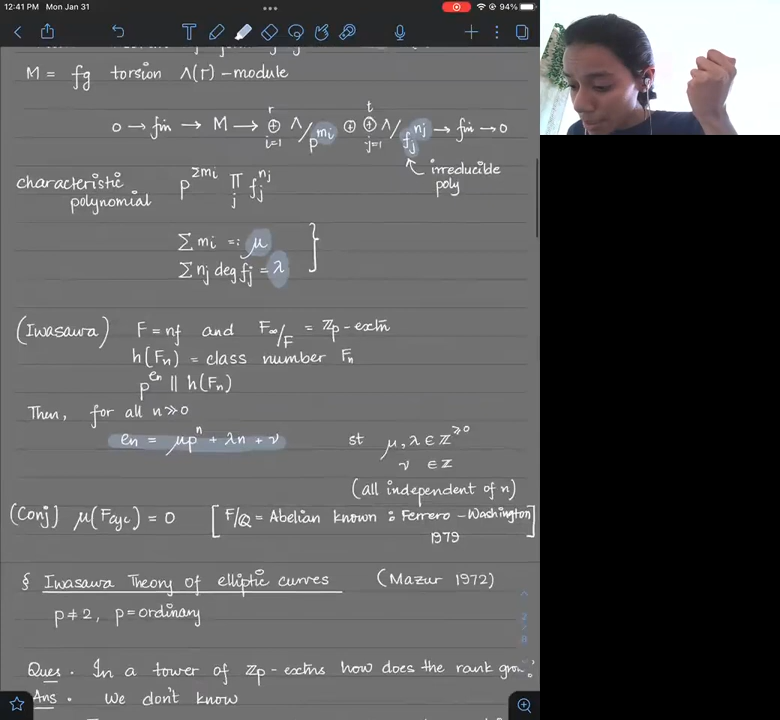 12:41 PM Mon Jan 31
94%
M = fg torsion Λ(Γ)-module
0 → fin → M → ⊕_{i=1}^{r} Λ/p^{mi} ⊕ ⊕_{j=1}^{t} Λ/f_j^{nj} → fin → 0
irreducible
poly
characteristic
polynomial p^{Σmi} ∏_j f_j^{nj}
Σ mi =: μ
Σ nj deg fj = λ
(Iwasawa) F = nf and F∞/F = ℤp-extn
h(Fn) = class number Fn
p^{en} || h(Fn)
Then, for all n≫0
en = μp^n + λn + ν st μ, λ ∈ ℤ^{≥0}
ν ∈ ℤ
(all independent of n)
(Conj) μ(Fcyc) = 0 [F/Q = Abelian known : Ferrero-Washington
1979]
§ Iwasawa Theory of elliptic curves (Mazur 1972)
p≠2, p=ordinary
Ques. In a tower of ℤp-extns how does the rank grow?
Ans. We don't know